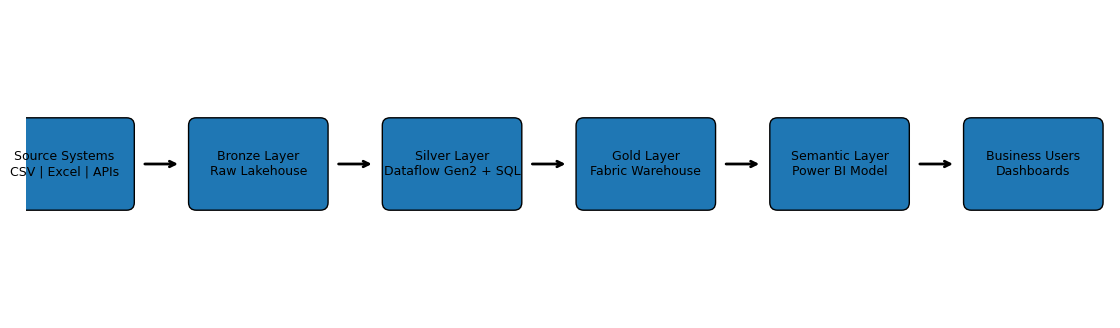 Source Systems
CSV | Excel | APIs
Bronze Layer
Raw Lakehouse
Silver Layer
Dataflow Gen2 + SQL
Gold Layer
Fabric Warehouse
Semantic Layer
Power BI Model
Business Users
Dashboards